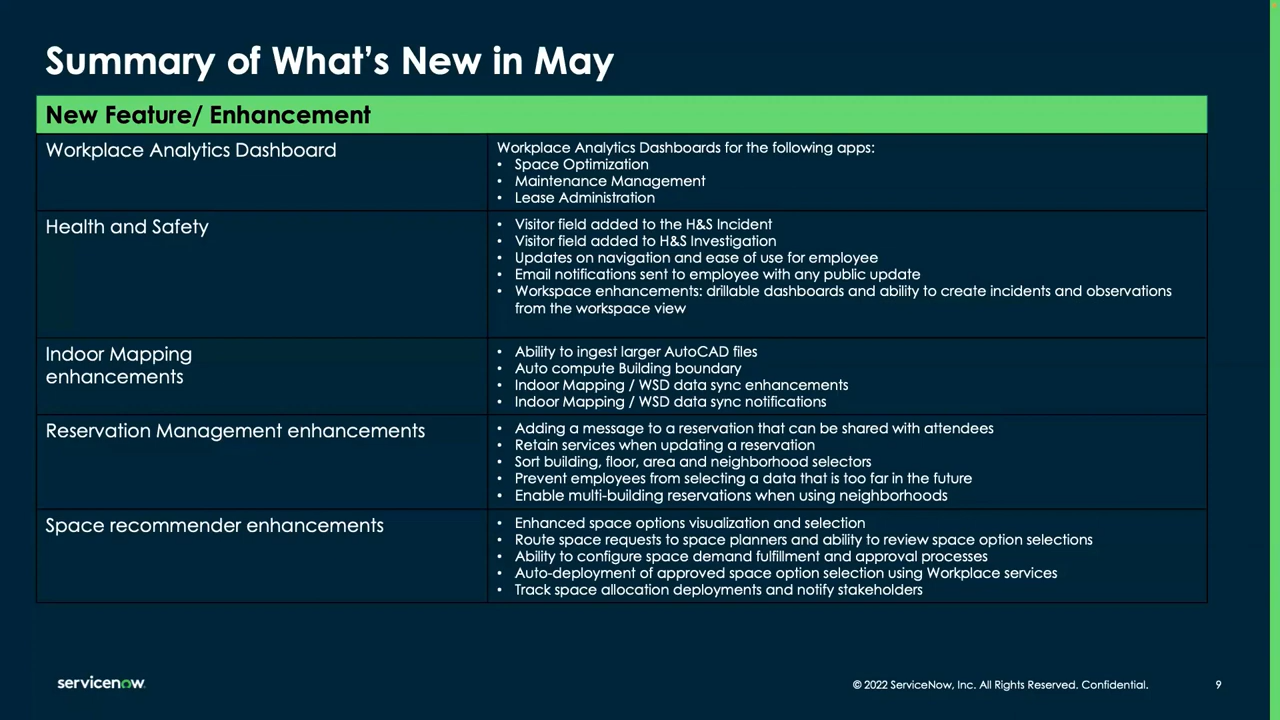 Summary of What's New in May
New Feature/ Enhancement
Workplace Analytics Dashboard
Workplace Analytics Dashboards for the following apps:
• Space Optimization
• Maintenance Management
• Lease Administration
Health and Safety
• Visitor field added to the H&S Incident
• Visitor field added to H&S Investigation
• Updates on navigation and ease of use for employee
• Email notifications sent to employee with any public update
• Workspace enhancements: drillable dashboards and ability to create incidents and observations
from the workspace view
Indoor Mapping
enhancements
• Ability to ingest larger AutoCAD files
• Auto compute Building boundary
• Indoor Mapping / WSD data sync enhancements
• Indoor Mapping / WSD data sync notifications
Reservation Management enhancements
• Adding a message to a reservation that can be shared with attendees
• Retain services when updating a reservation
• Sort building, floor, area and neighborhood selectors
• Prevent employees from selecting a data that is too far in the future
• Enable multi-building reservations when using neighborhoods
Space recommender enhancements
• Enhanced space options visualization and selection
• Route space requests to space planners and ability to review space option selections
• Ability to configure space demand fulfillment and approval processes
• Auto-deployment of approved space option selection using Workplace services
• Track space allocation deployments and notify stakeholders
servicenow.
© 2022 ServiceNow, Inc. All Rights Reserved. Confidential.
9